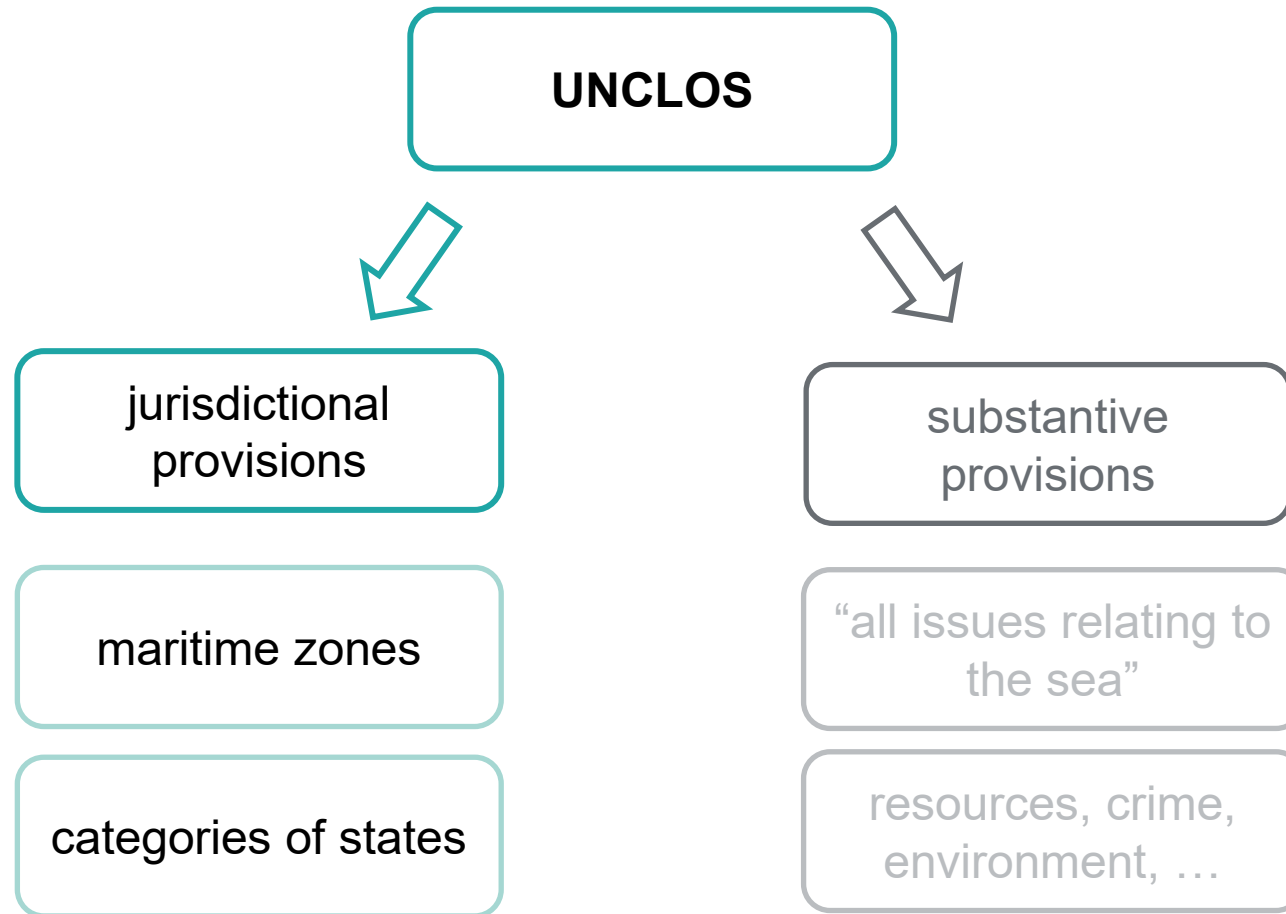 UNCLOS
jurisdictional
provisions
substantive
provisions
maritime zones
“all issues relating to
the sea”
categories of states
resources, crime,
environment, …